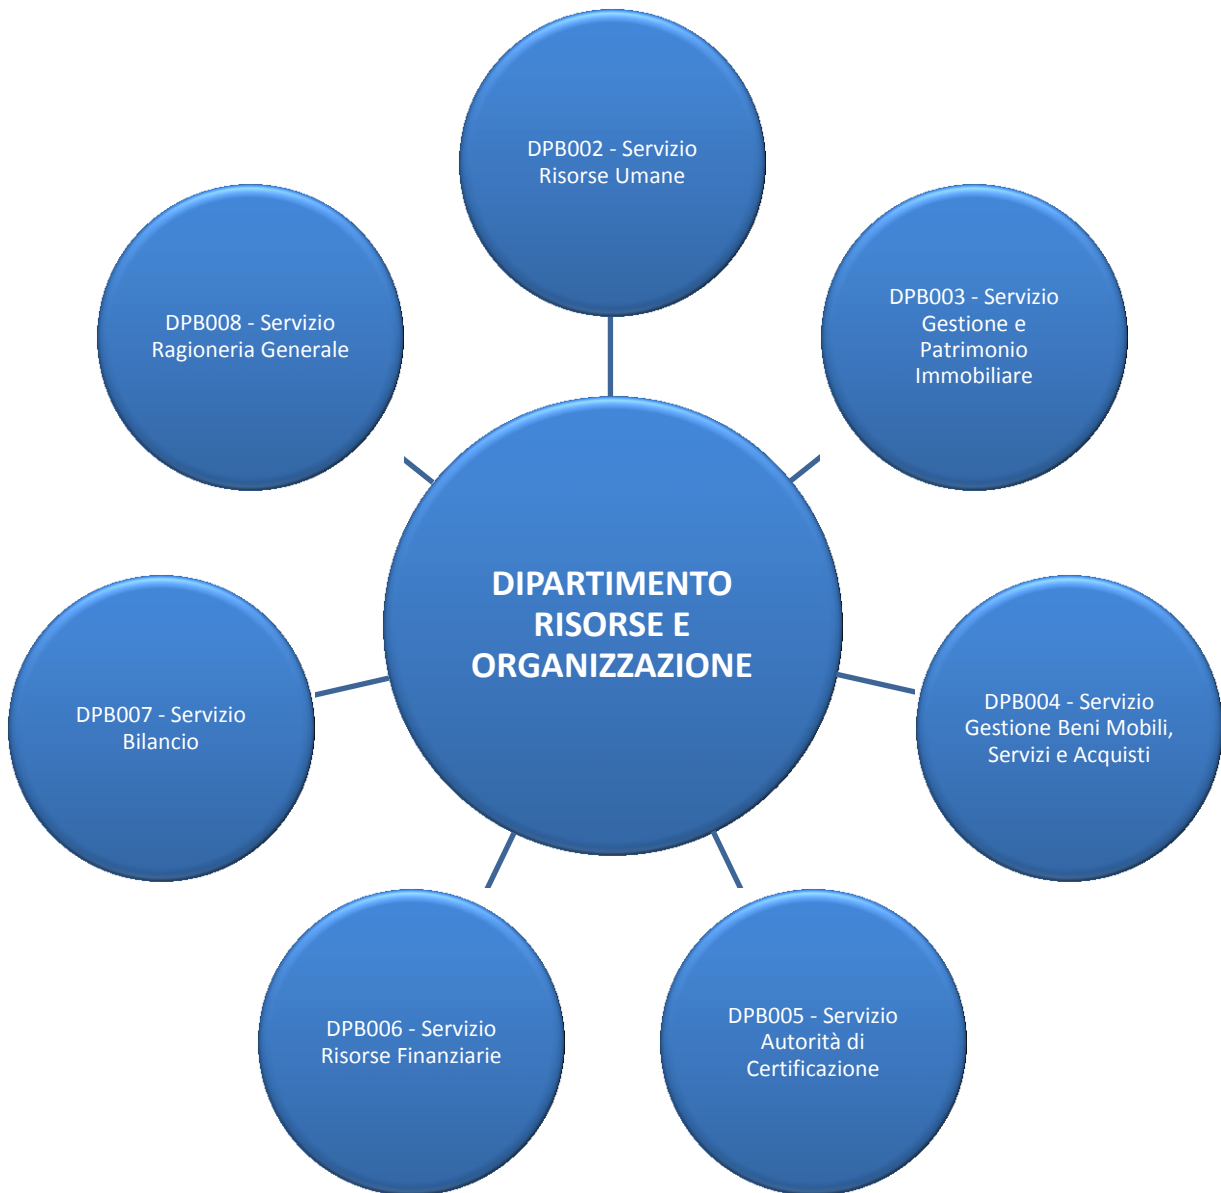 DPB002 - Servizio
Risorse Umane
DPB003 - Servizio
Gestione e
Patrimonio
Immobiliare
DPB004 - Servizio
Gestione Beni Mobili,
Servizi e Acquisti
DPB005 - Servizio
Autorità di
Certificazione
DPB006 - Servizio
Risorse Finanziarie
DPB007 - Servizio
Bilancio
DPB008 - Servizio
Ragioneria Generale
DIPARTIMENTO
RISORSE E
ORGANIZZAZIONE